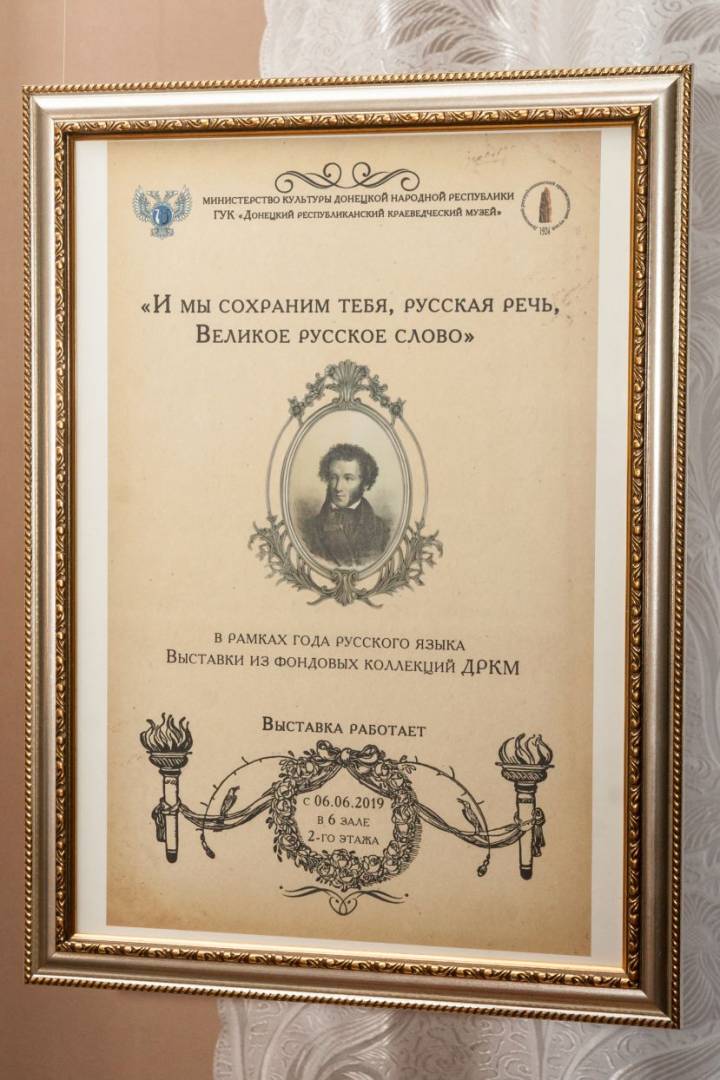 МИНИСТЕРСТВО КУЛЬТУРЫ ДОНЕЦКОЙ НАРОДНОЙ РЕСПУБЛИКИ
ГУК «ДОНЕЦКИЙ РЕСПУБЛИКАНСКИЙ КРАЕВЕДЧЕСКИЙ МУЗЕЙ»
1924
«И МЫ СОХРАНИМ ТЕБЯ, РУССКАЯ РЕЧЬ,
ВЕЛИКОЕ РУССКОЕ СЛОВО»
В РАМКАХ ГОДА РУССКОГО ЯЗЫКА
ВЫСТАВКИ ИЗ ФОНДОВЫХ КОЛЛЕКЦИЙ ДРКМ
ВЫСТАВКА РАБОТАЕТ
С 06.06.2019
В 6 ЗАЛЕ
2-ГО ЭТАЖА